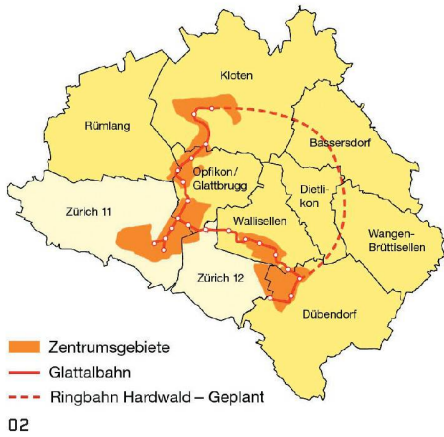 Kloten
Rümlang
Bassersdorf
Opfikon/
Glattbrugg
Dietli-
kon
Zürich 11
Wallisellen
Wangen-
Brüttisellen
Zürich 12
Dübendorf
Zentrumsgebiete
Glattalbahn
Ringbahn Hardwald – Geplant
02